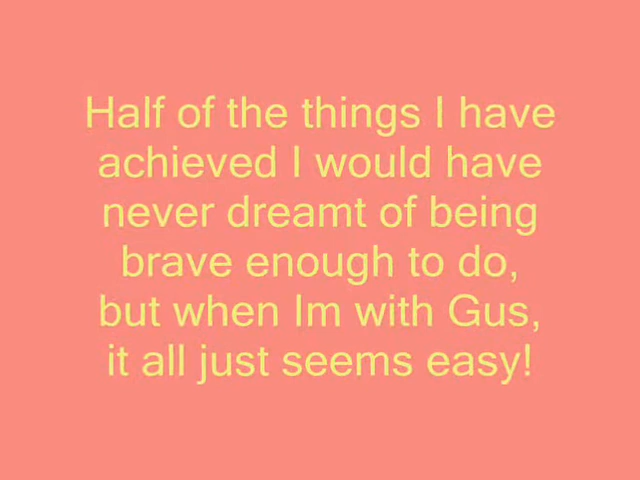 Half of the things I have
achieved I would have
never dreamt of being
brave enough to do,
but when Im with Gus,
it all just seems easy!